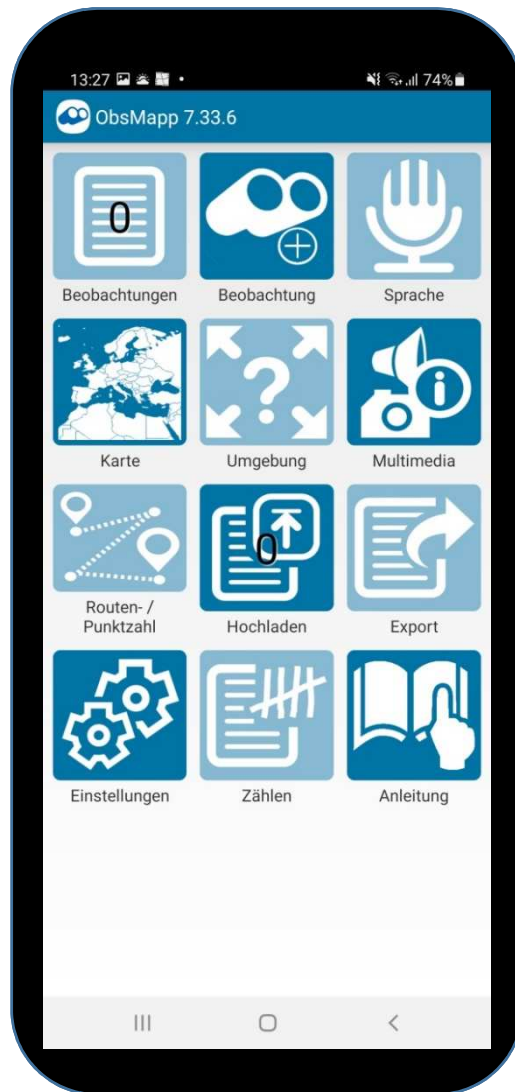 13:27 74%
ObsMapp 7.33.6
0
Beobachtungen Beobachtung Sprache
Karte Umgebung Multimedia
0
Routen- /
Punktzahl Hochladen Export
Einstellungen Zählen Anleitung